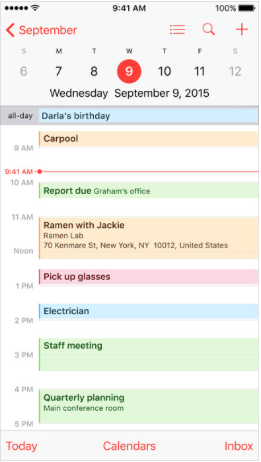 9:41 AM
100%
September
S M T W T F S
6 7 8 9 10 11 12
Wednesday September 9, 2015
all-day Darla's birthday
Carpool
9 AM
9:41 AM
10 AM
Report due Graham's office
11 AM
Ramen with Jackie
Ramen Lab
70 Kenmare St, New York, NY 10012, United States
Noon
Pick up glasses
1 PM
Electrician
2 PM
Staff meeting
3 PM
4 PM
Quarterly planning
Main conference room
5 PM
Today Calendars Inbox